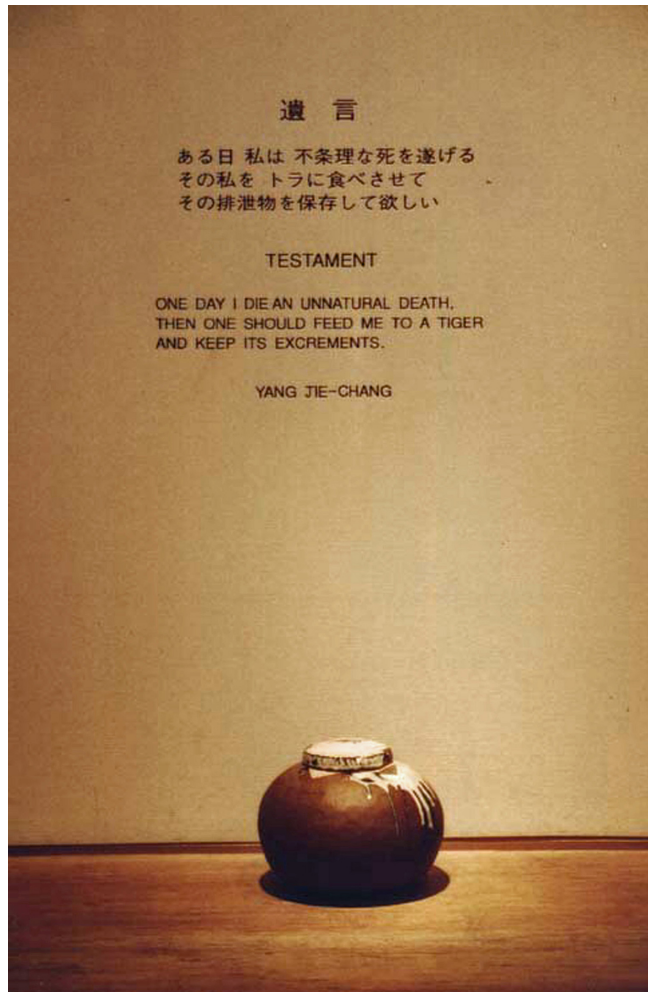 遺言
ある日 私は 不条理な死を遂げる
その私を トラに食べさせて
その排泄物を保存して欲しい
TESTAMENT
ONE DAY I DIE AN UNNATURAL DEATH,
THEN ONE SHOULD FEED ME TO A TIGER
AND KEEP ITS EXCREMENTS.
YANG JIE-CHANG